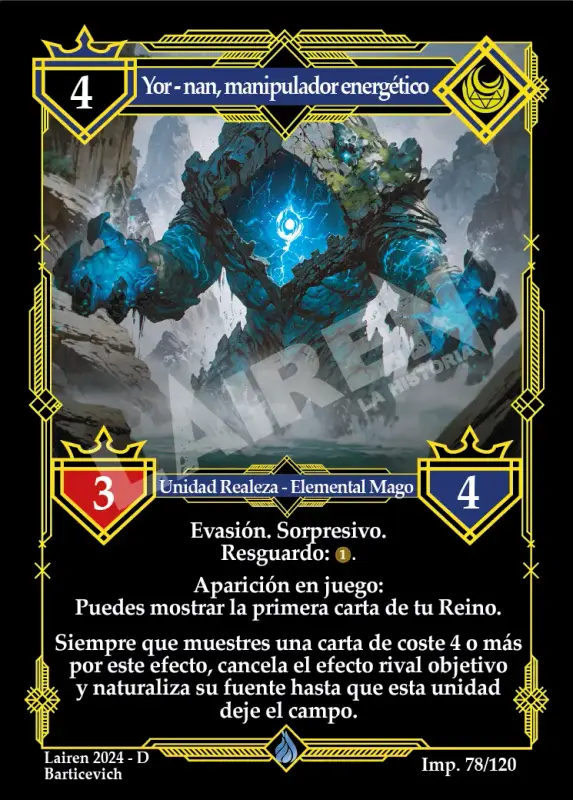 4
Yor - nan, manipulador energético
LAIREN
LA HISTORIA
3
Unidad Realeza - Elemental Mago
4
Evasión. Sorpresivo.
Resguardo: 1.
Aparición en juego:
Puedes mostrar la primera carta de tu Reino.
Siempre que muestres una carta de coste 4 o más
por este efecto, cancela el efecto rival objetivo
y naturaliza su fuente hasta que esta unidad
deje el campo.
Lairen 2024 - D
Barticevich
Imp. 78/120